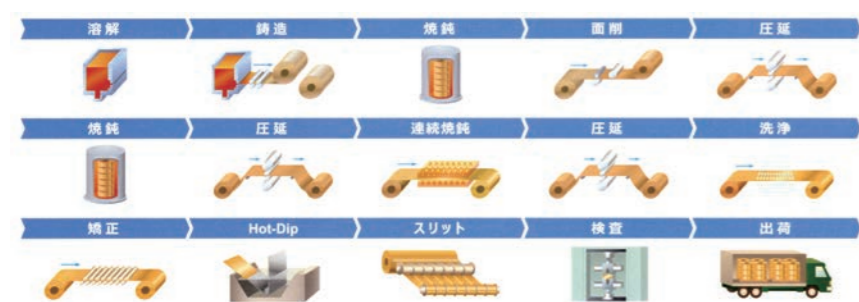 溶解 鋳造 焼鈍 面削 圧延
焼鈍 圧延 連続焼鈍 圧延 洗浄
矯正 Hot-Dip スリット 検査 出荷